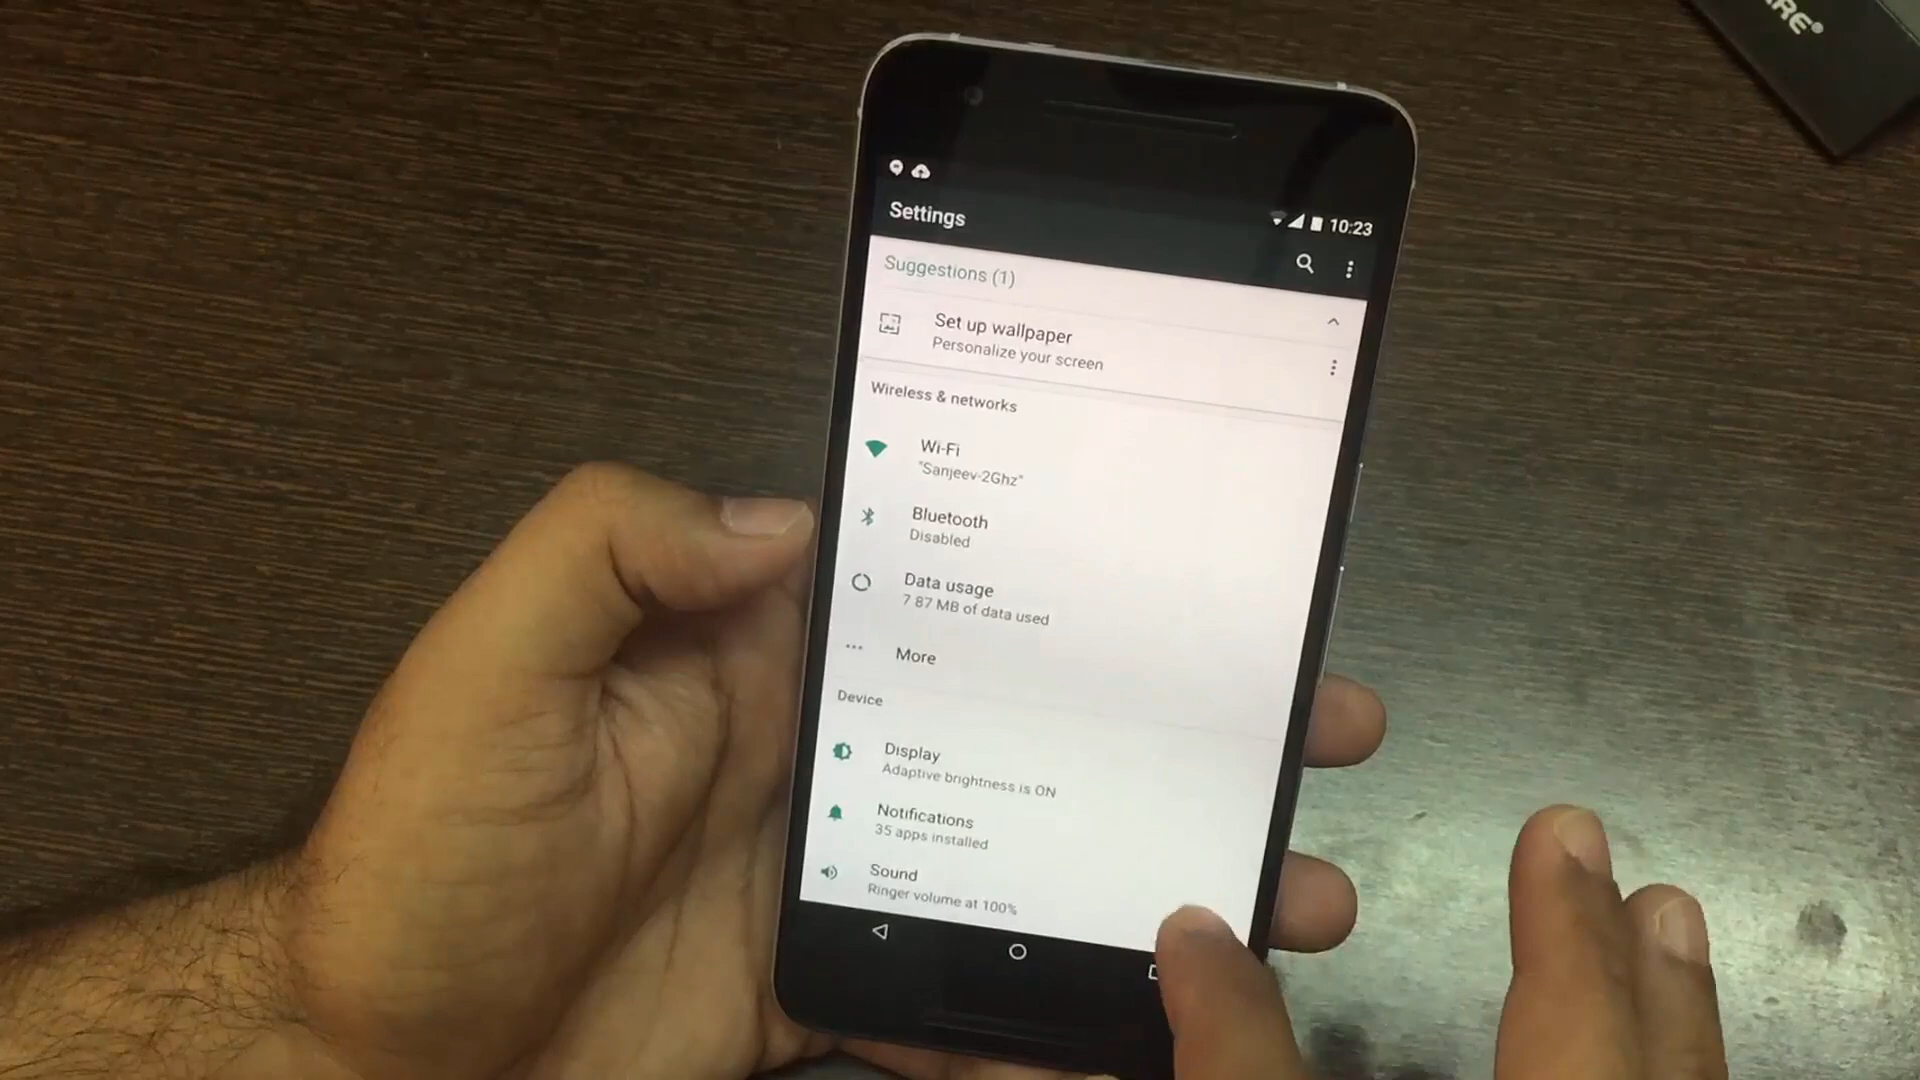 ARE®
10:23
Settings
Suggestions (1)
Set up wallpaper
Personalize your screen
Wireless & networks
Wi-Fi
"Sanjeev-2Ghz"
Bluetooth
Disabled
Data usage
7 87 MB of data used
More
Device
Display
Adaptive brightness is ON
Notifications
35 apps installed
Sound
Ringer volume at 100%